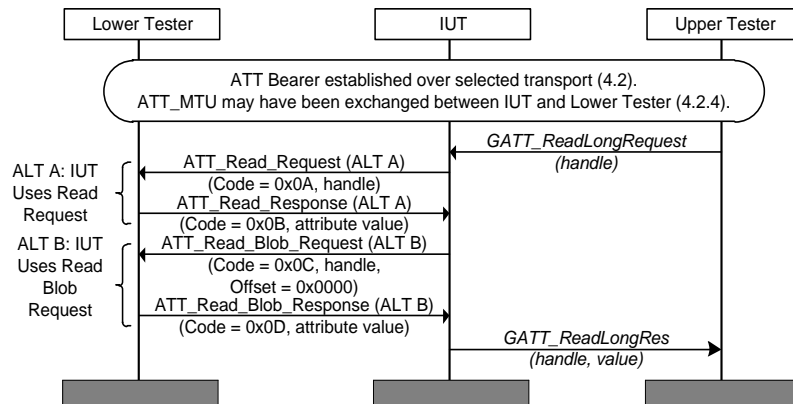 Lower Tester
IUT
Upper Tester
ATT Bearer established over selected transport (4.2).
ATT_MTU may have been exchanged between IUT and Lower Tester (4.2.4).
GATT_ReadLongRequest
(handle)
ALT A: IUT
Uses Read
Request
ATT_Read_Request (ALT A)
(Code = 0x0A, handle)
ATT_Read_Response (ALT A)
(Code = 0x0B, attribute value)
ALT B: IUT
Uses Read
Blob
Request
ATT_Read_Blob_Request (ALT B)
(Code = 0x0C, handle,
Offset = 0x0000)
ATT_Read_Blob_Response (ALT B)
(Code = 0x0D, attribute value)
GATT_ReadLongRes
(handle, value)